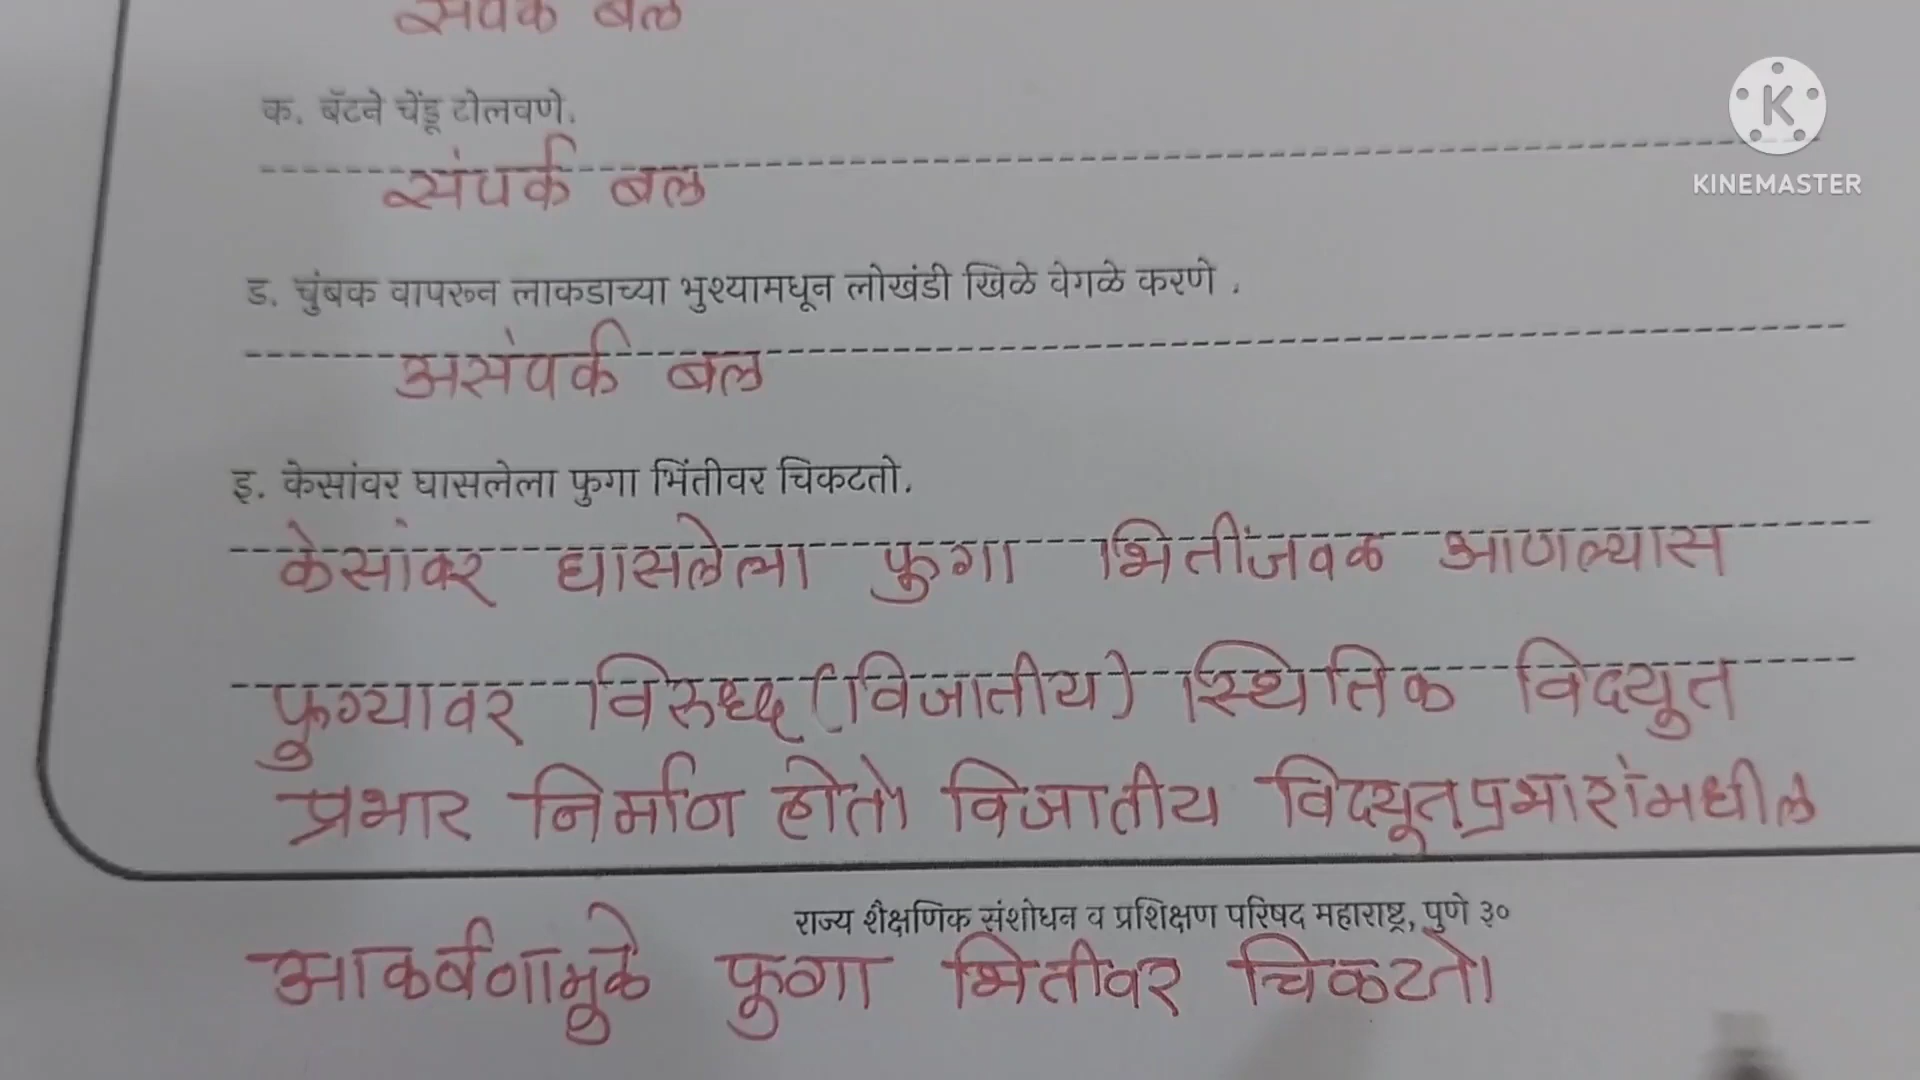 संपर्क बल
क. बॅटने चेंडू टोलवणे.
संपर्क बल
KINEMASTER
ड. चुंबक वापरून लाकडाच्या भुश्यामधून लोखंडी खिळे वेगळे करणे .
असंपर्क बल
इ. केसांवर घासलेला फुगा भिंतीवर चिकटतो.
केसांवर घासलेला फुगा भितींजवळ आणल्यास
फुग्यावर विरुध्द (विजातीय) स्थितिक विदयुत
प्रभार निर्माण होतो विजातीय विदयूतप्रभारांमधील
राज्य शैक्षणिक संशोधन व प्रशिक्षण परिषद महाराष्ट्र, पुणे ३०
आकर्षणामुळे फुगा भितीवर चिकटतो